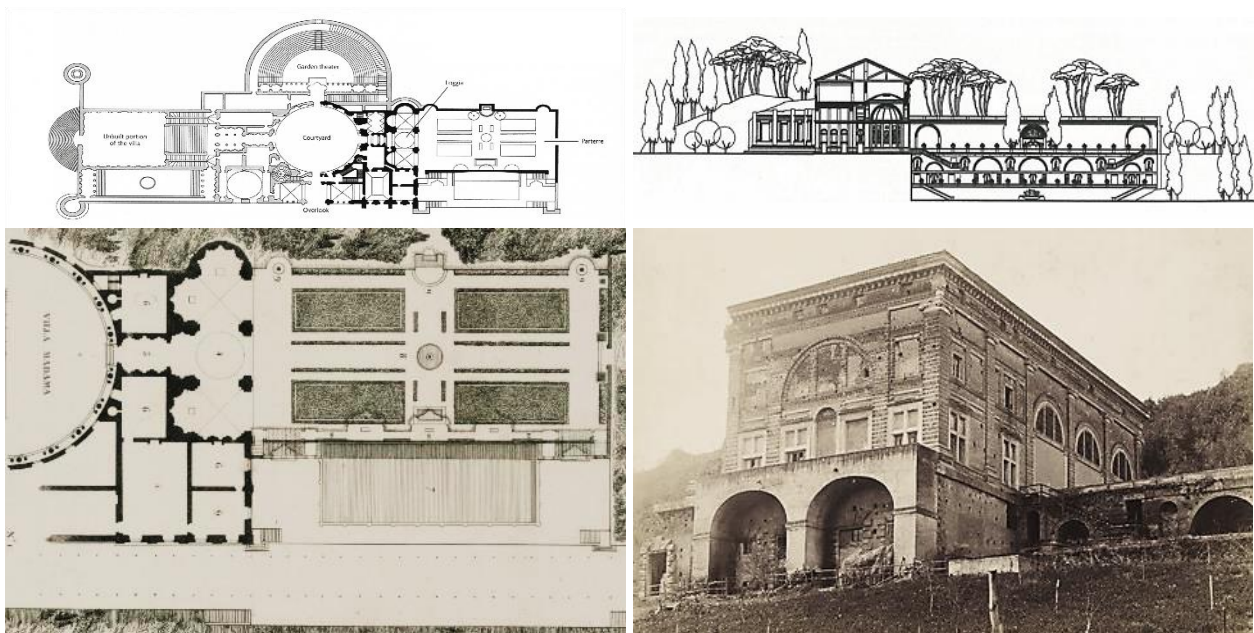 Garden theater
Loggia
Unbuilt portion
of the villa
Courtyard
Parterre
Overlook
VILLA MADAMA